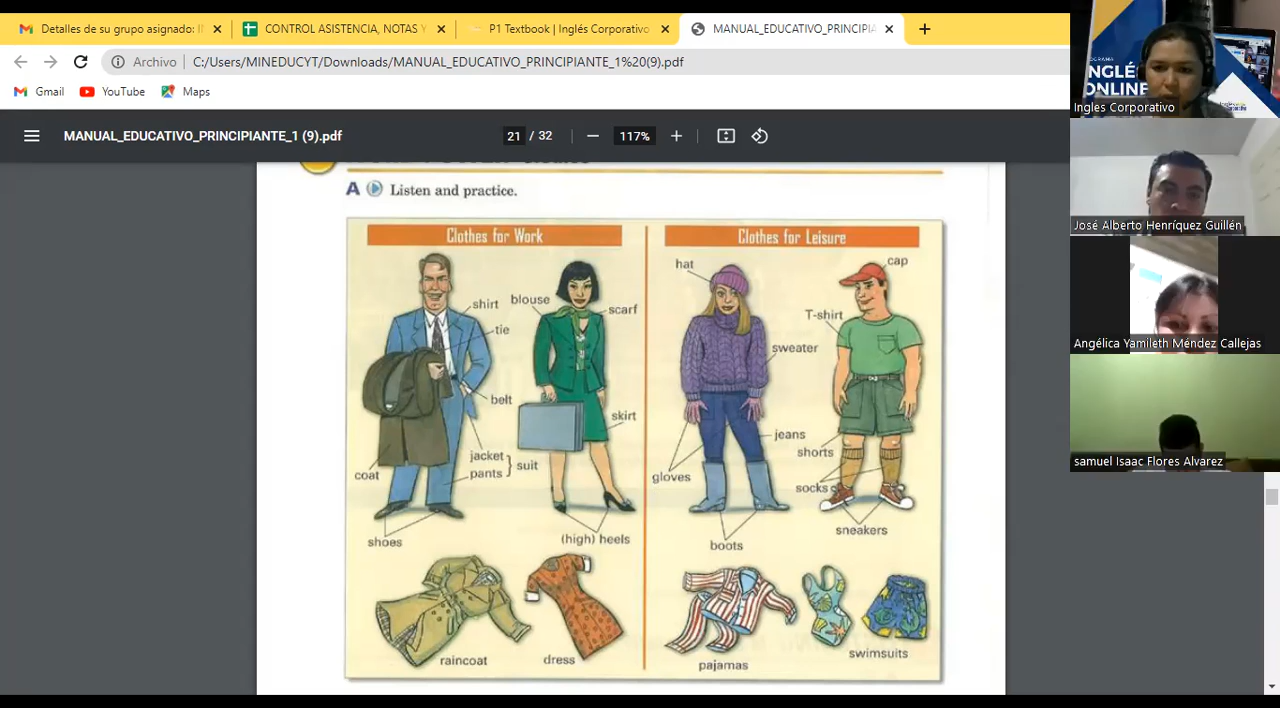 Detalles de su grupo asignado: I
CONTROL ASISTENCIA, NOTAS Y
P1 Textbook | Inglés Corporativo
MANUAL_EDUCATIVO_PRINCIPIANTE_
Archivo
C:/Users/MINEDUCYT/Downloads/MANUAL_EDUCATIVO_PRINCIPIANTE_1%20(9).pdf
Gmail
YouTube
Maps
MANUAL_EDUCATIVO_PRINCIPIANTE_1 (9).pdf
21 / 32
117%
A Listen and practice.
Clothes for Work
shirt
blouse
scarf
tie
belt
skirt
jacket
pants
suit
coat
shoes
(high) heels
raincoat
dress
Clothes for Leisure
hat
cap
T-shirt
sweater
jeans
shorts
gloves
socks
sneakers
boots
pajamas
swimsuits
ONLINE
Ingles Corporativo
José Alberto Henríquez Guillén
Angélica Yamileth Méndez Callejas
samuel Isaac Flores Alvarez